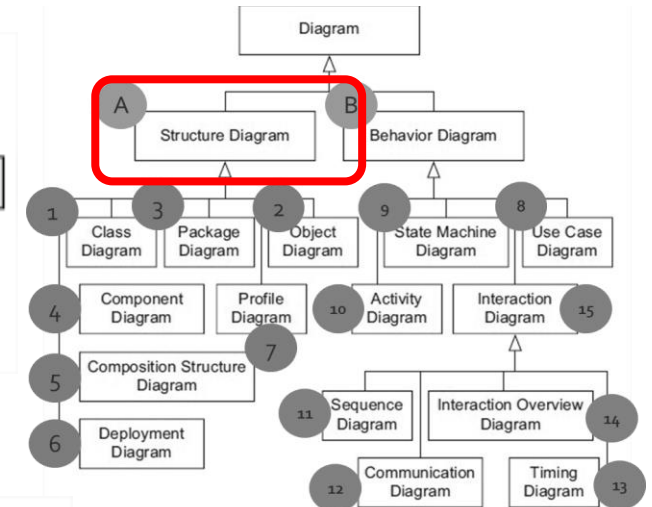 Diagram
A
B
Structure Diagram
Behavior Diagram
1
3
2
9
8
Class
Diagram
Package
Diagram
Object
Diagram
State Machine
Diagram
Use Case
Diagram
4
Component
Diagram
Profile
Diagram
7
10
Activity
Diagram
Interaction
Diagram
15
5
Composition Structure
Diagram
6
Deployment
Diagram
11
Sequence
Diagram
Interaction Overview
Diagram
14
12
Communication
Diagram
Timing
Diagram
13